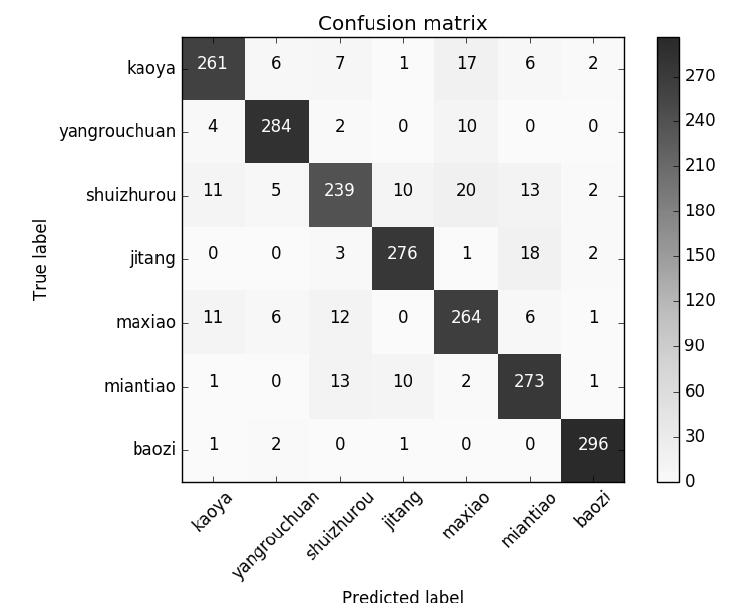 Confusion matrix
kaoya 261 6 7 1 17 6 2 270
yangrouchuan 4 284 2 0 10 0 0 240
210
shuizhurou 11 5 239 10 20 13 2 180
True label
jitang 0 0 3 276 1 18 2 150
120
maxiao 11 6 12 0 264 6 1 90
miantiao 1 0 13 10 2 273 1 60
30
baozi 1 2 0 1 0 0 296 0
kaoya yangrouchuan shuizhurou jitang maxiao miantiao baozi
Predicted label